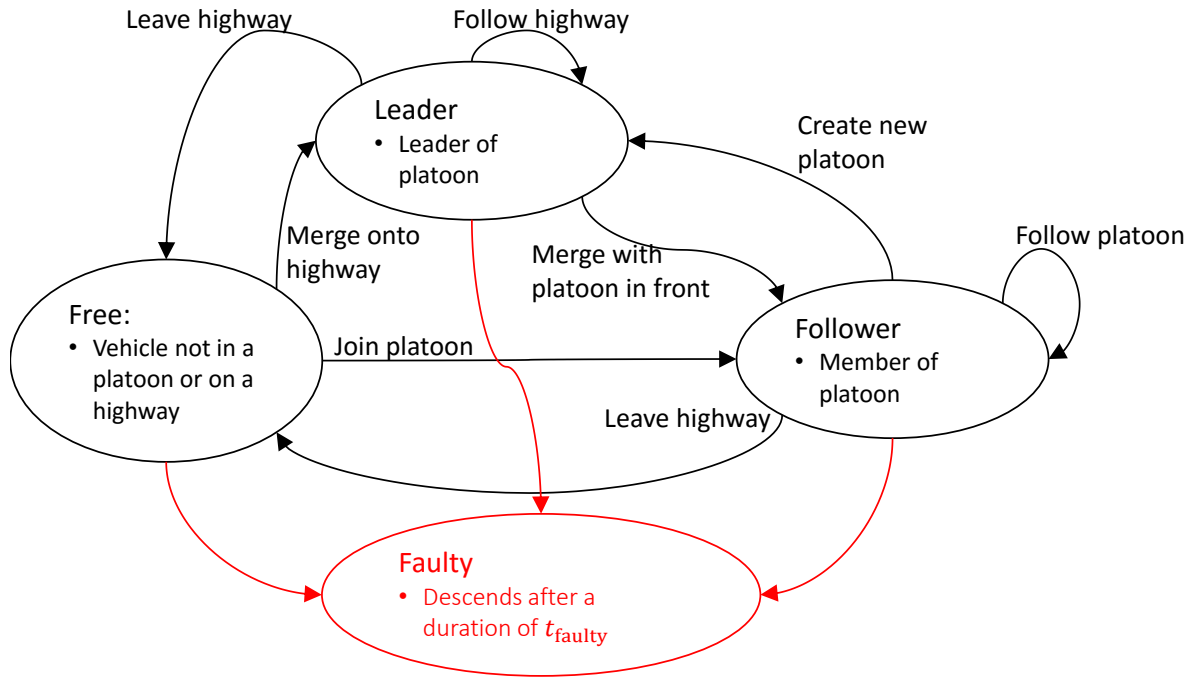 Leave highway
Follow highway
Leader
• Leader of
platoon
Create new
platoon
Merge onto
highway
Merge with
platoon in front
Follow platoon
Free:
• Vehicle not in a
platoon or on a
highway
Join platoon
Follower
• Member of
platoon
Leave highway
Faulty
• Descends after a
duration of t_faulty